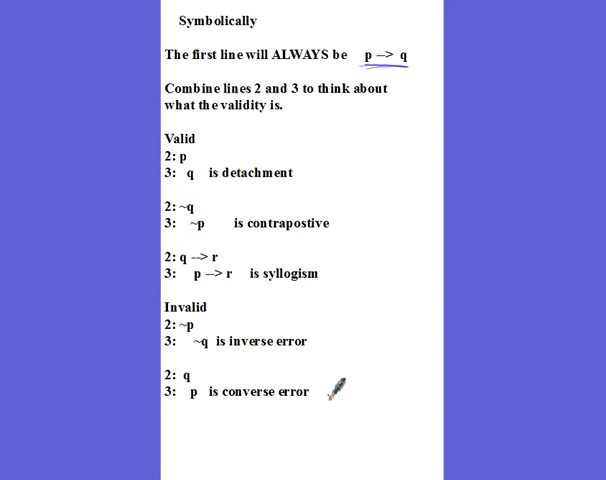 Symbolically
The first line will ALWAYS be p --> q
Combine lines 2 and 3 to think about
what the validity is.
Valid
2: p
3: q is detachment
2: ~q
3: ~p is contrapostive
2: q --> r
3: p --> r is syllogism
Invalid
2: ~p
3: ~q is inverse error
2: q
3: p is converse error